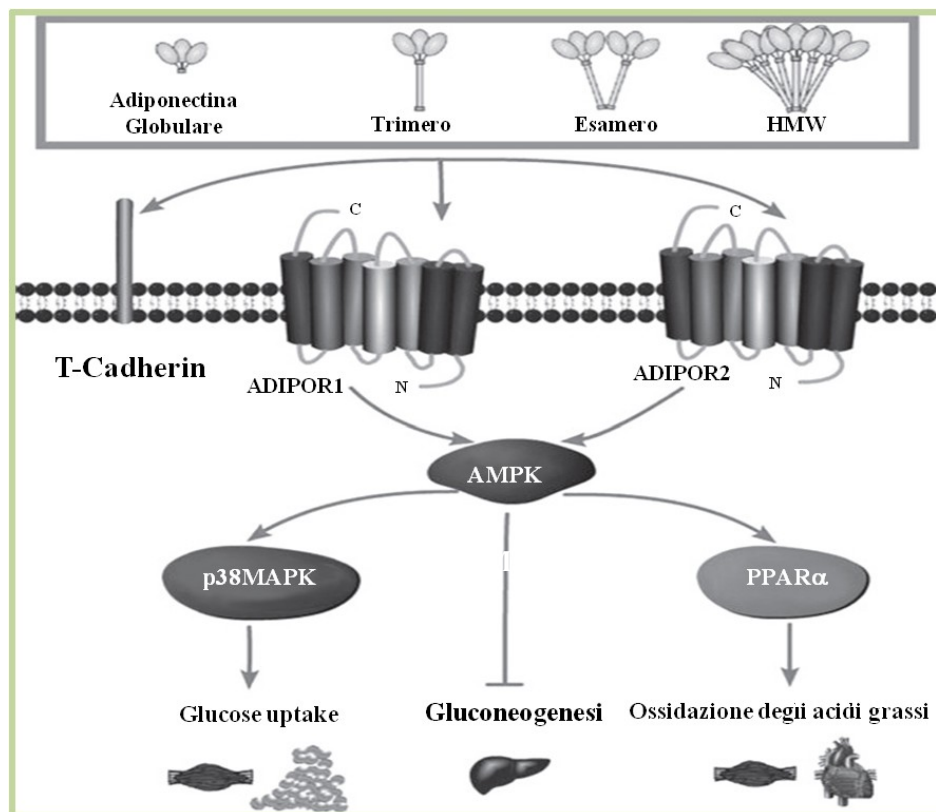 Adiponectina
Globulare
Trimero
Esamero
HMW
C
C
T-Cadherin
ADIPOR1
N
ADIPOR2
N
AMPK
p38MAPK
PPARα
Glucose uptake
Gluconeogenesi
Ossidazione degli acidi grassi